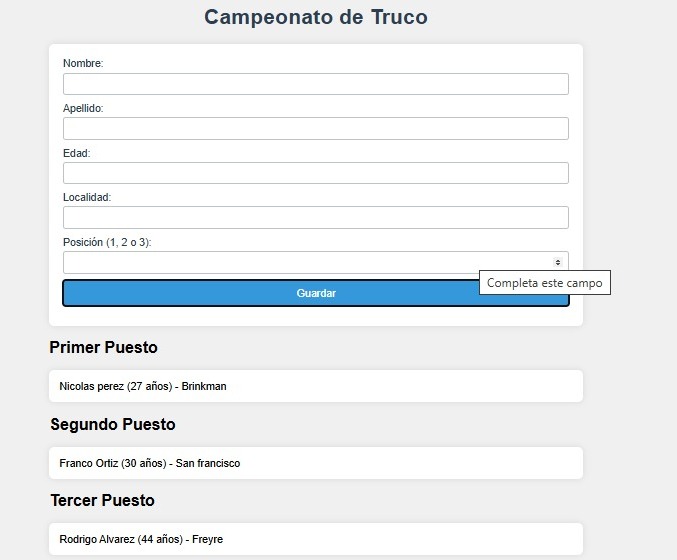 Campeonato de Truco
Nombre:
Apellido:
Edad:
Localidad:
Posición (1, 2 o 3):
Guardar
Completa este campo
Primer Puesto
Nicolas perez (27 años) - Brinkman
Segundo Puesto
Franco Ortiz (30 años) - San francisco
Tercer Puesto
Rodrigo Alvarez (44 años) - Freyre